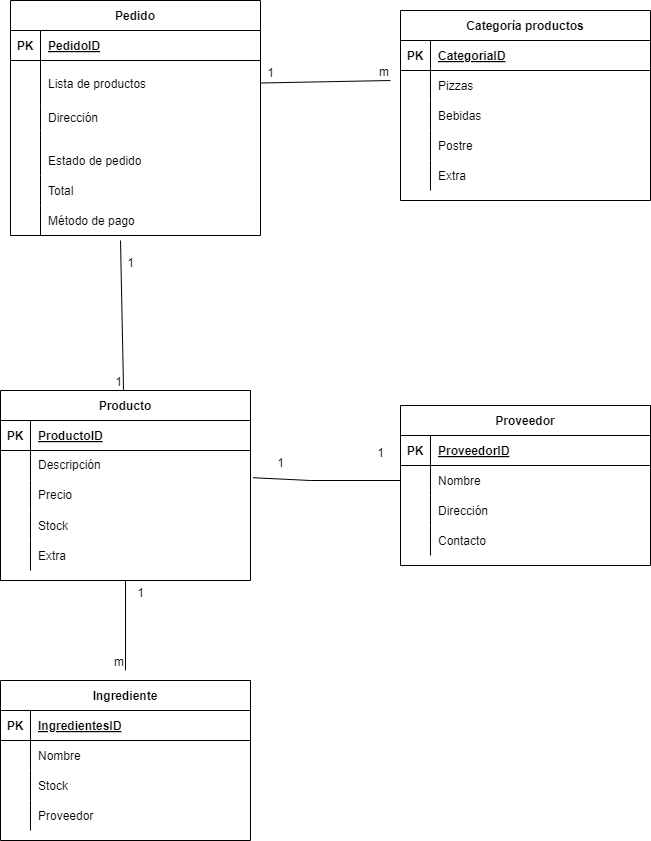 Pedido
PK PedidoID
Lista de productos
Dirección
Estado de pedido
Total
Método de pago
1
m
Categoría productos
PK CategoriaID
Pizzas
Bebidas
Postre
Extra
1
1
Producto
PK ProductoID
Descripción
Precio
Stock
Extra
1
1
Proveedor
PK ProveedorID
Nombre
Dirección
Contacto
1
m
Ingrediente
PK IngredientesID
Nombre
Stock
Proveedor